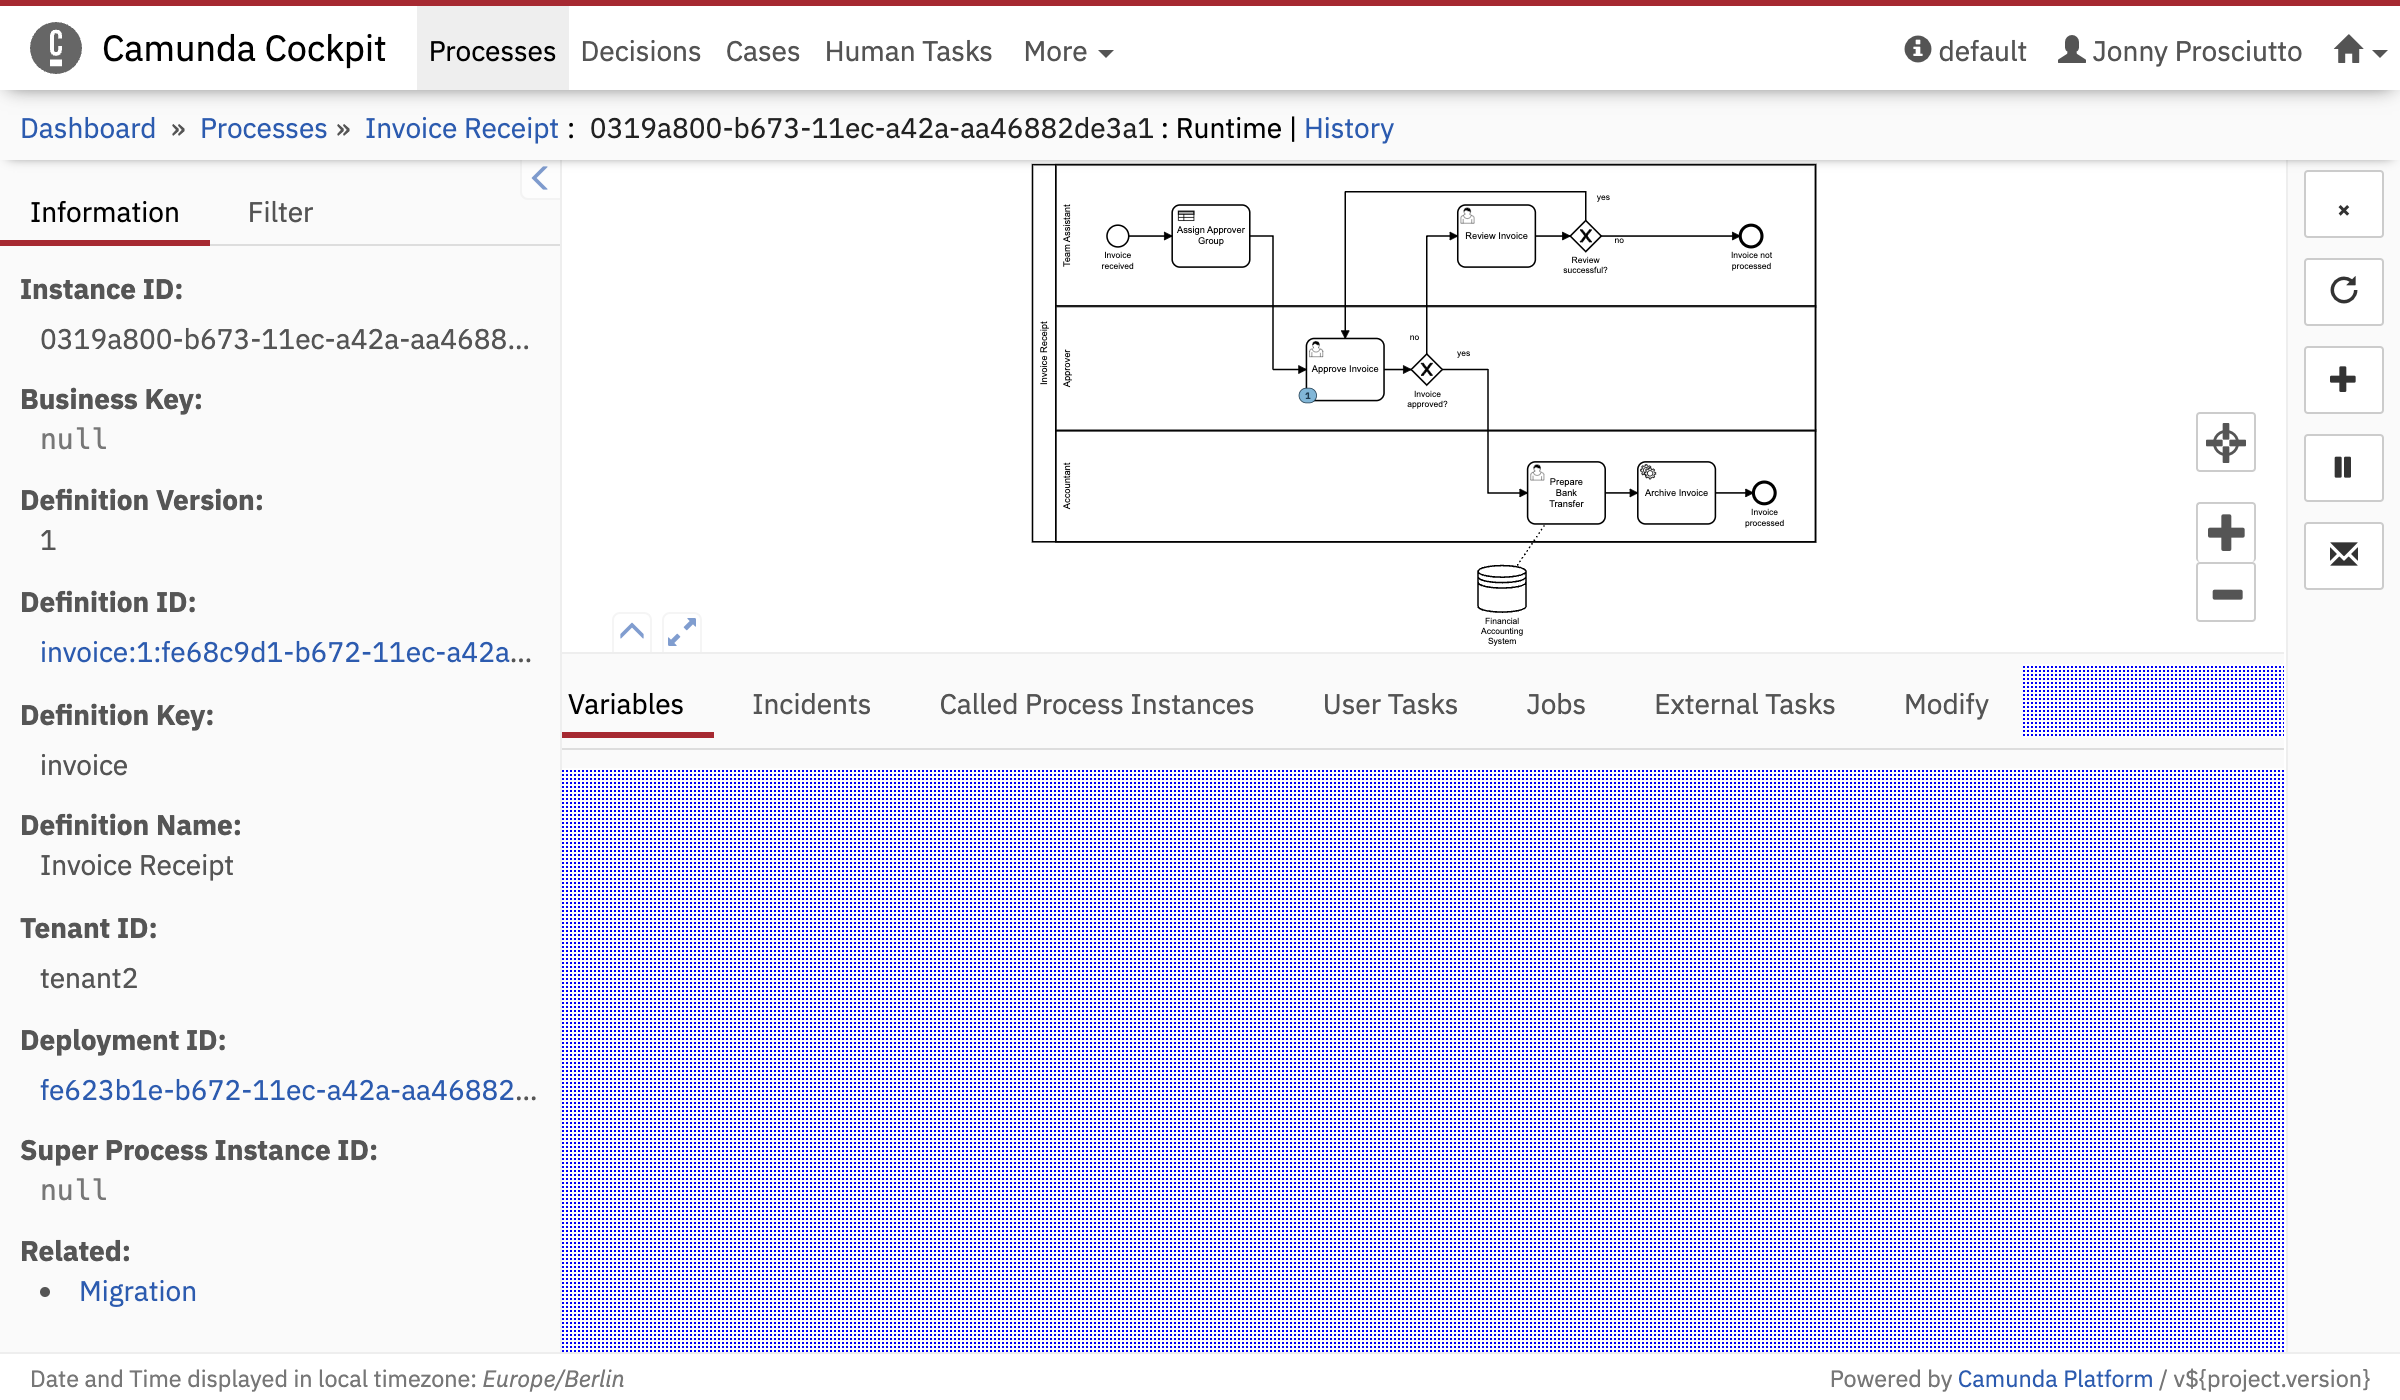 Camunda Cockpit Processes Decisions Cases Human Tasks More default Jonny Prosciutto
Dashboard » Processes » Invoice Receipt : 0319a800-b673-11ec-a42a-aa46882de3a1 : Runtime | History
Information Filter
Instance ID:
0319a800-b673-11ec-a42a-aa4688...
Business Key:
null
Definition Version:
1
Definition ID:
invoice:1:fe68c9d1-b672-11ec-a42a...
Definition Key:
invoice
Definition Name:
Invoice Receipt
Tenant ID:
tenant2
Deployment ID:
fe623b1e-b672-11ec-a42a-aa46882...
Super Process Instance ID:
null
Related:
Migration
Invoice Receipt
Team Assistant
Invoice
received
Assign Approver
Group
Review Invoice
yes
no
Review
successful?
Invoice not
processed
Approver
Approve Invoice
1
no
yes
Invoice
approved?
Accountant
Prepare
Bank
Transfer
Archive Invoice
Invoice
processed
Financial
Accounting
System
Variables Incidents Called Process Instances User Tasks Jobs External Tasks Modify
Date and Time displayed in local timezone: Europe/Berlin
Powered by Camunda Platform / v${project.version}